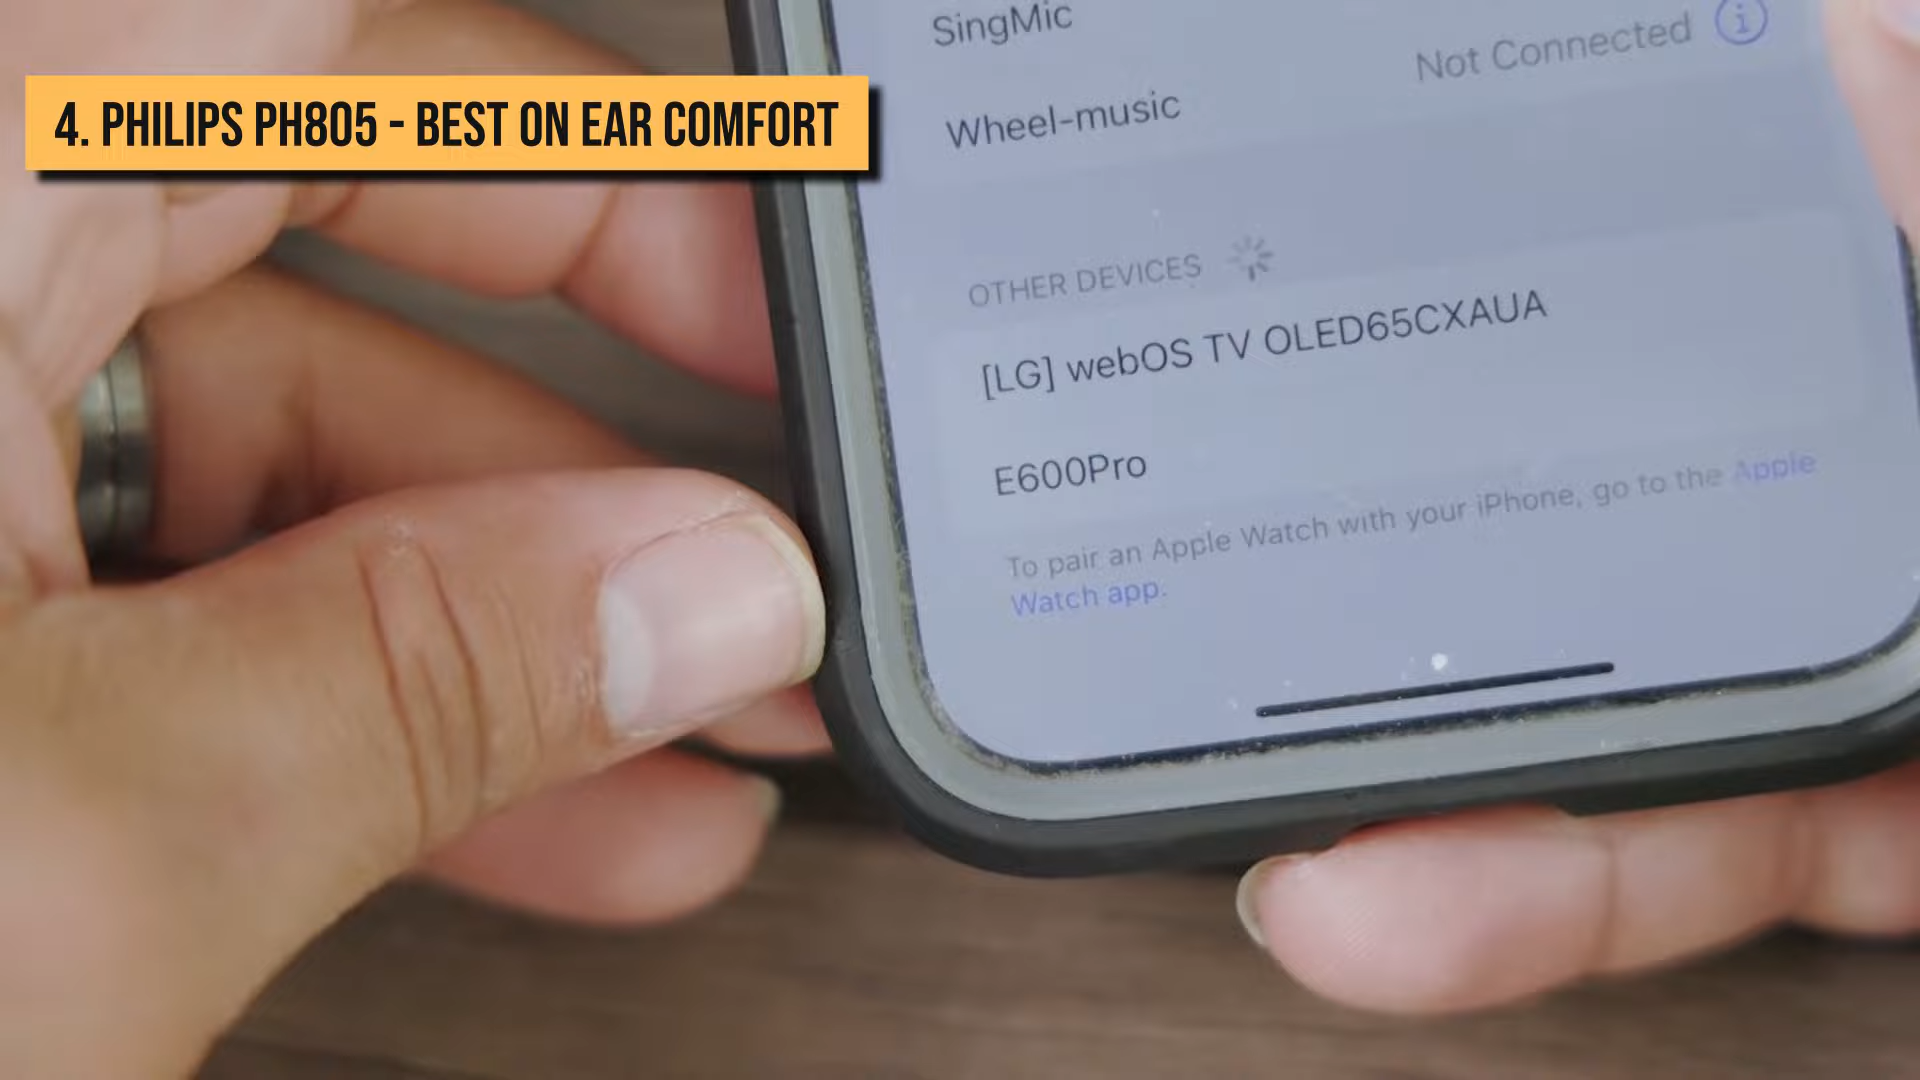 4. PHILIPS PH805 - BEST ON EAR COMFORT
SingMic
Wheel-music
Not Connected
OTHER DEVICES
[LG] webOS TV OLED65CXAUA
E600Pro
To pair an Apple Watch with your iPhone, go to the Apple
Watch app.